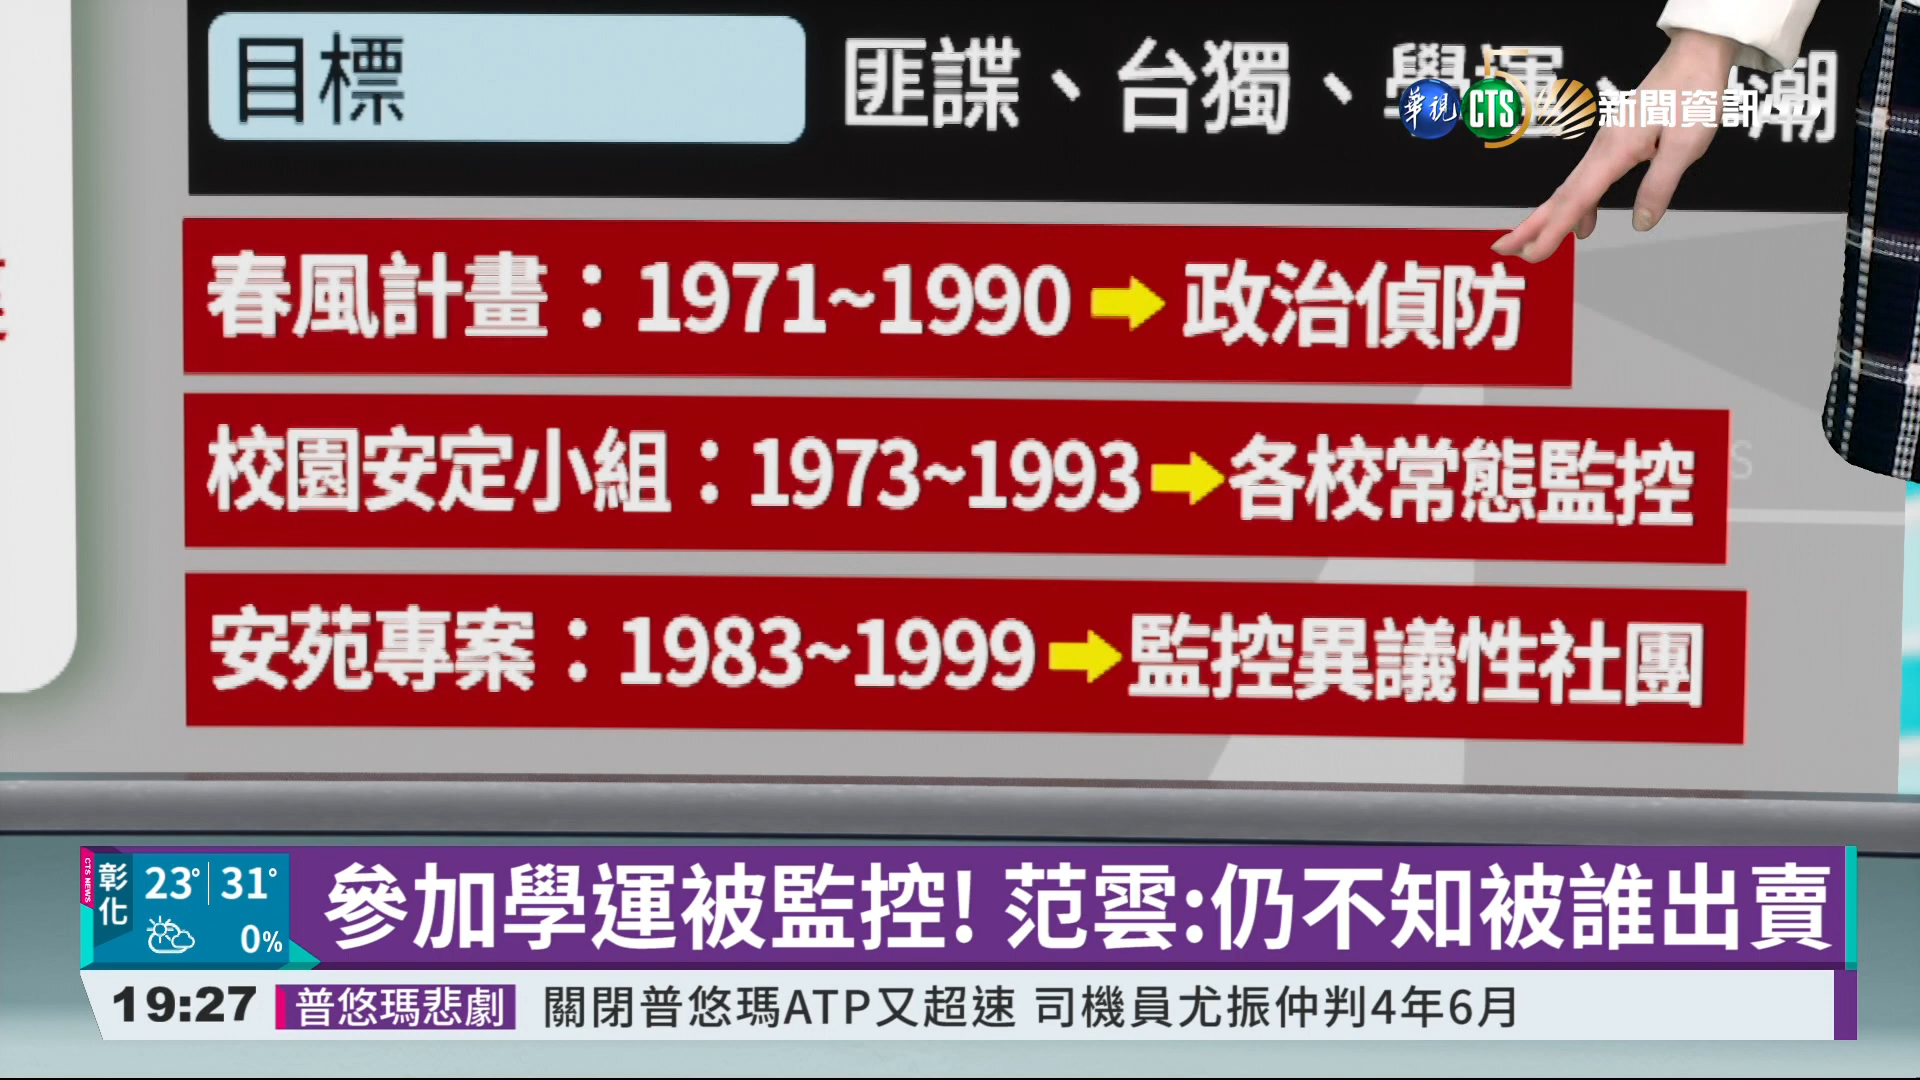 目標
匪諜、台獨、學運、 潮
華視 CTS 新聞資訊
春風計畫：1971~1990 政治偵防
校園安定小組：1973~1993 各校常態監控
安苑專案：1983~1999 監控異議性社團
CTS NEWS
彰化
23° 31°
0%
參加學運被監控! 范雲:仍不知被誰出賣
19:27 普悠瑪悲劇 關閉普悠瑪ATP又超速 司機員尤振仲判4年6月